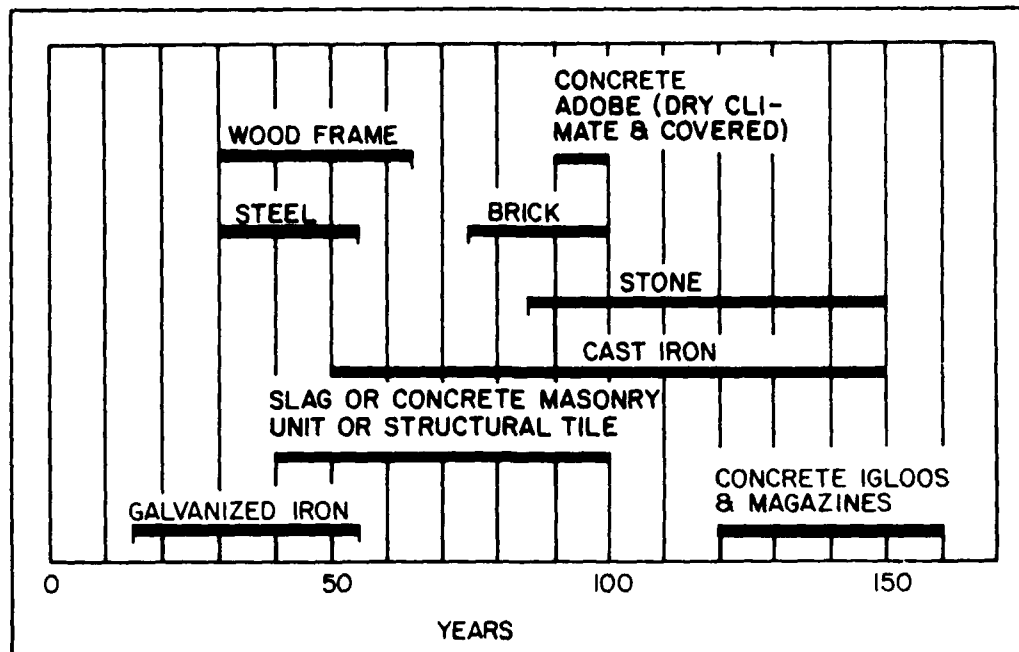 CONCRETE
ADOBE (DRY CLI-
MATE & COVERED)
WOOD FRAME
STEEL
BRICK
STONE
CAST IRON
SLAG OR CONCRETE MASONRY
UNIT OR STRUCTURAL TILE
CONCRETE IGLOOS
& MAGAZINES
GALVANIZED IRON
0 50 100 150
YEARS